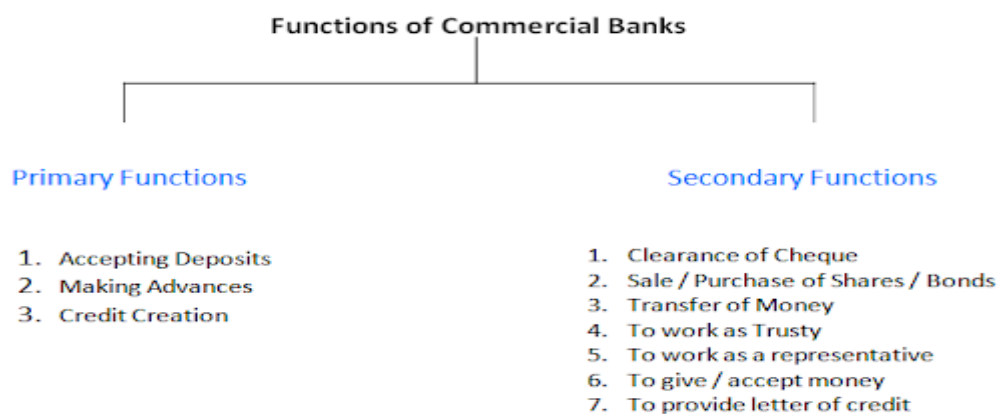 Functions of Commercial Banks
Primary Functions
1. Accepting Deposits
2. Making Advances
3. Credit Creation
Secondary Functions
1. Clearance of Cheque
2. Sale / Purchase of Shares / Bonds
3. Transfer of Money
4. To work as Trusty
5. To work as a representative
6. To give / accept money
7. To provide letter of credit